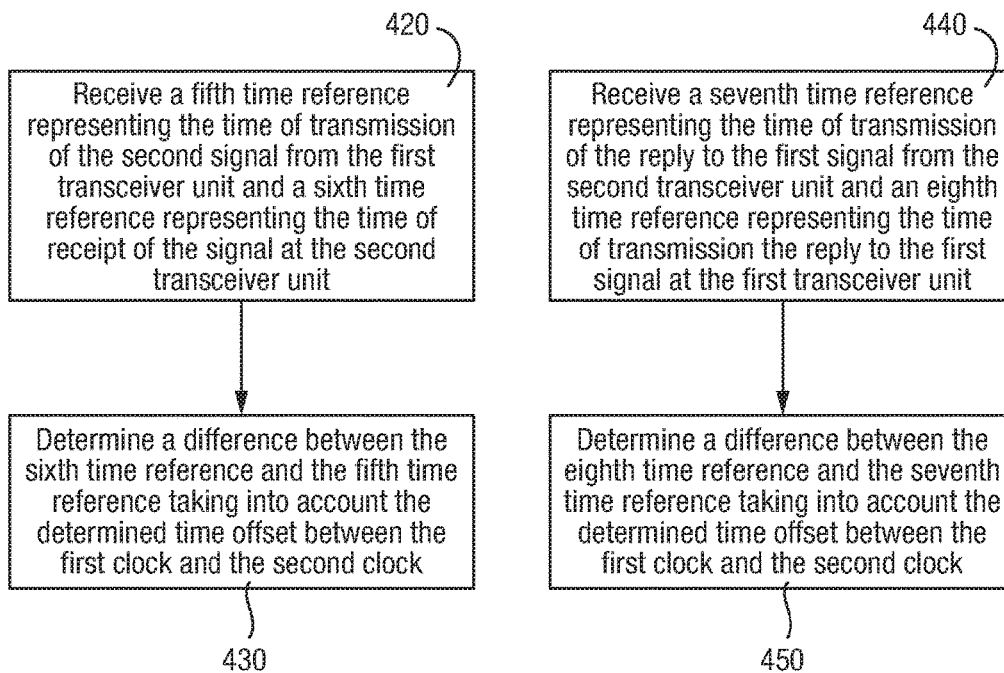 420
Receive a fifth time reference
representing the time of transmission
of the second signal from the first
transceiver unit and a sixth time
reference representing the time of
receipt of the signal at the second
transceiver unit
Determine a difference between the
sixth time reference and the fifth time
reference taking into account the
determined time offset between the
first clock and the second clock
430
440
Receive a seventh time reference
representing the time of transmission
of the reply to the first signal from the
second transceiver unit and an eighth
time reference representing the time
of transmission the reply to the first
signal at the first transceiver unit
Determine a difference between the
eighth time reference and the seventh
time reference taking into account the
determined time offset between the
first clock and the second clock
450